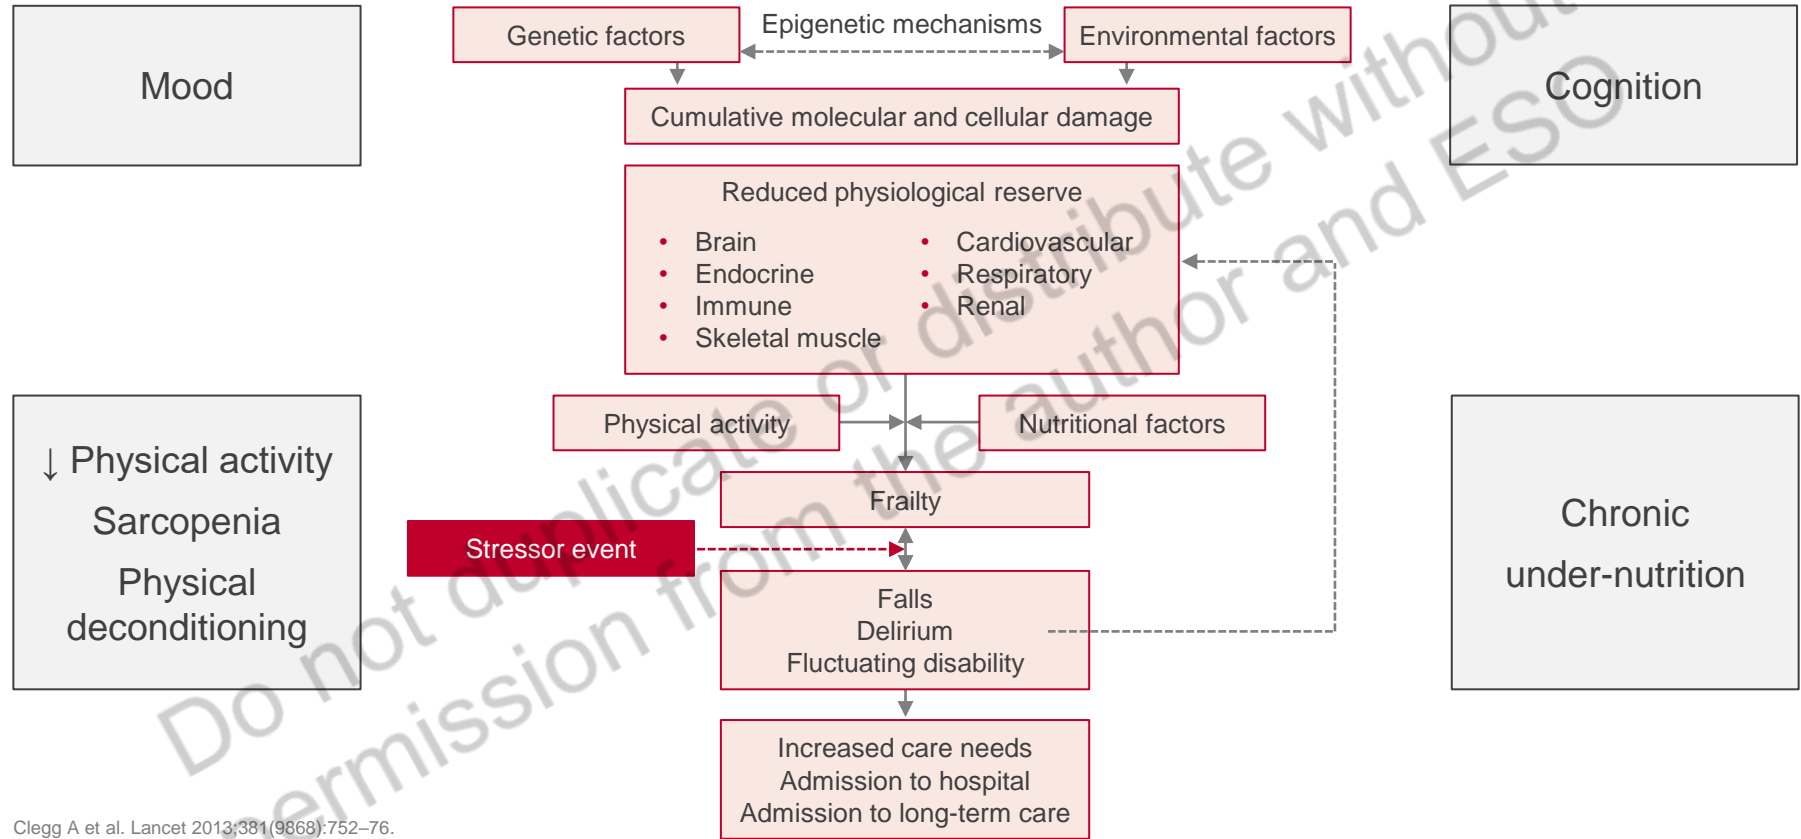 Mood
Genetic factors
Epigenetic mechanisms
Environmental factors
Cognition
Cumulative molecular and cellular damage
Reduced physiological reserve
• Brain
• Endocrine
• Immune
• Skeletal muscle
• Cardiovascular
• Respiratory
• Renal
Physical activity
Nutritional factors
↓ Physical activity
Sarcopenia
Physical
deconditioning
Frailty
Stressor event
Falls
Delirium
Fluctuating disability
Chronic
under-nutrition
Increased care needs
Admission to hospital
Admission to long-term care
Clegg A et al. Lancet 2013;381(9868):752–76.
Do not duplicate or distribute without
permission from the author and ESO